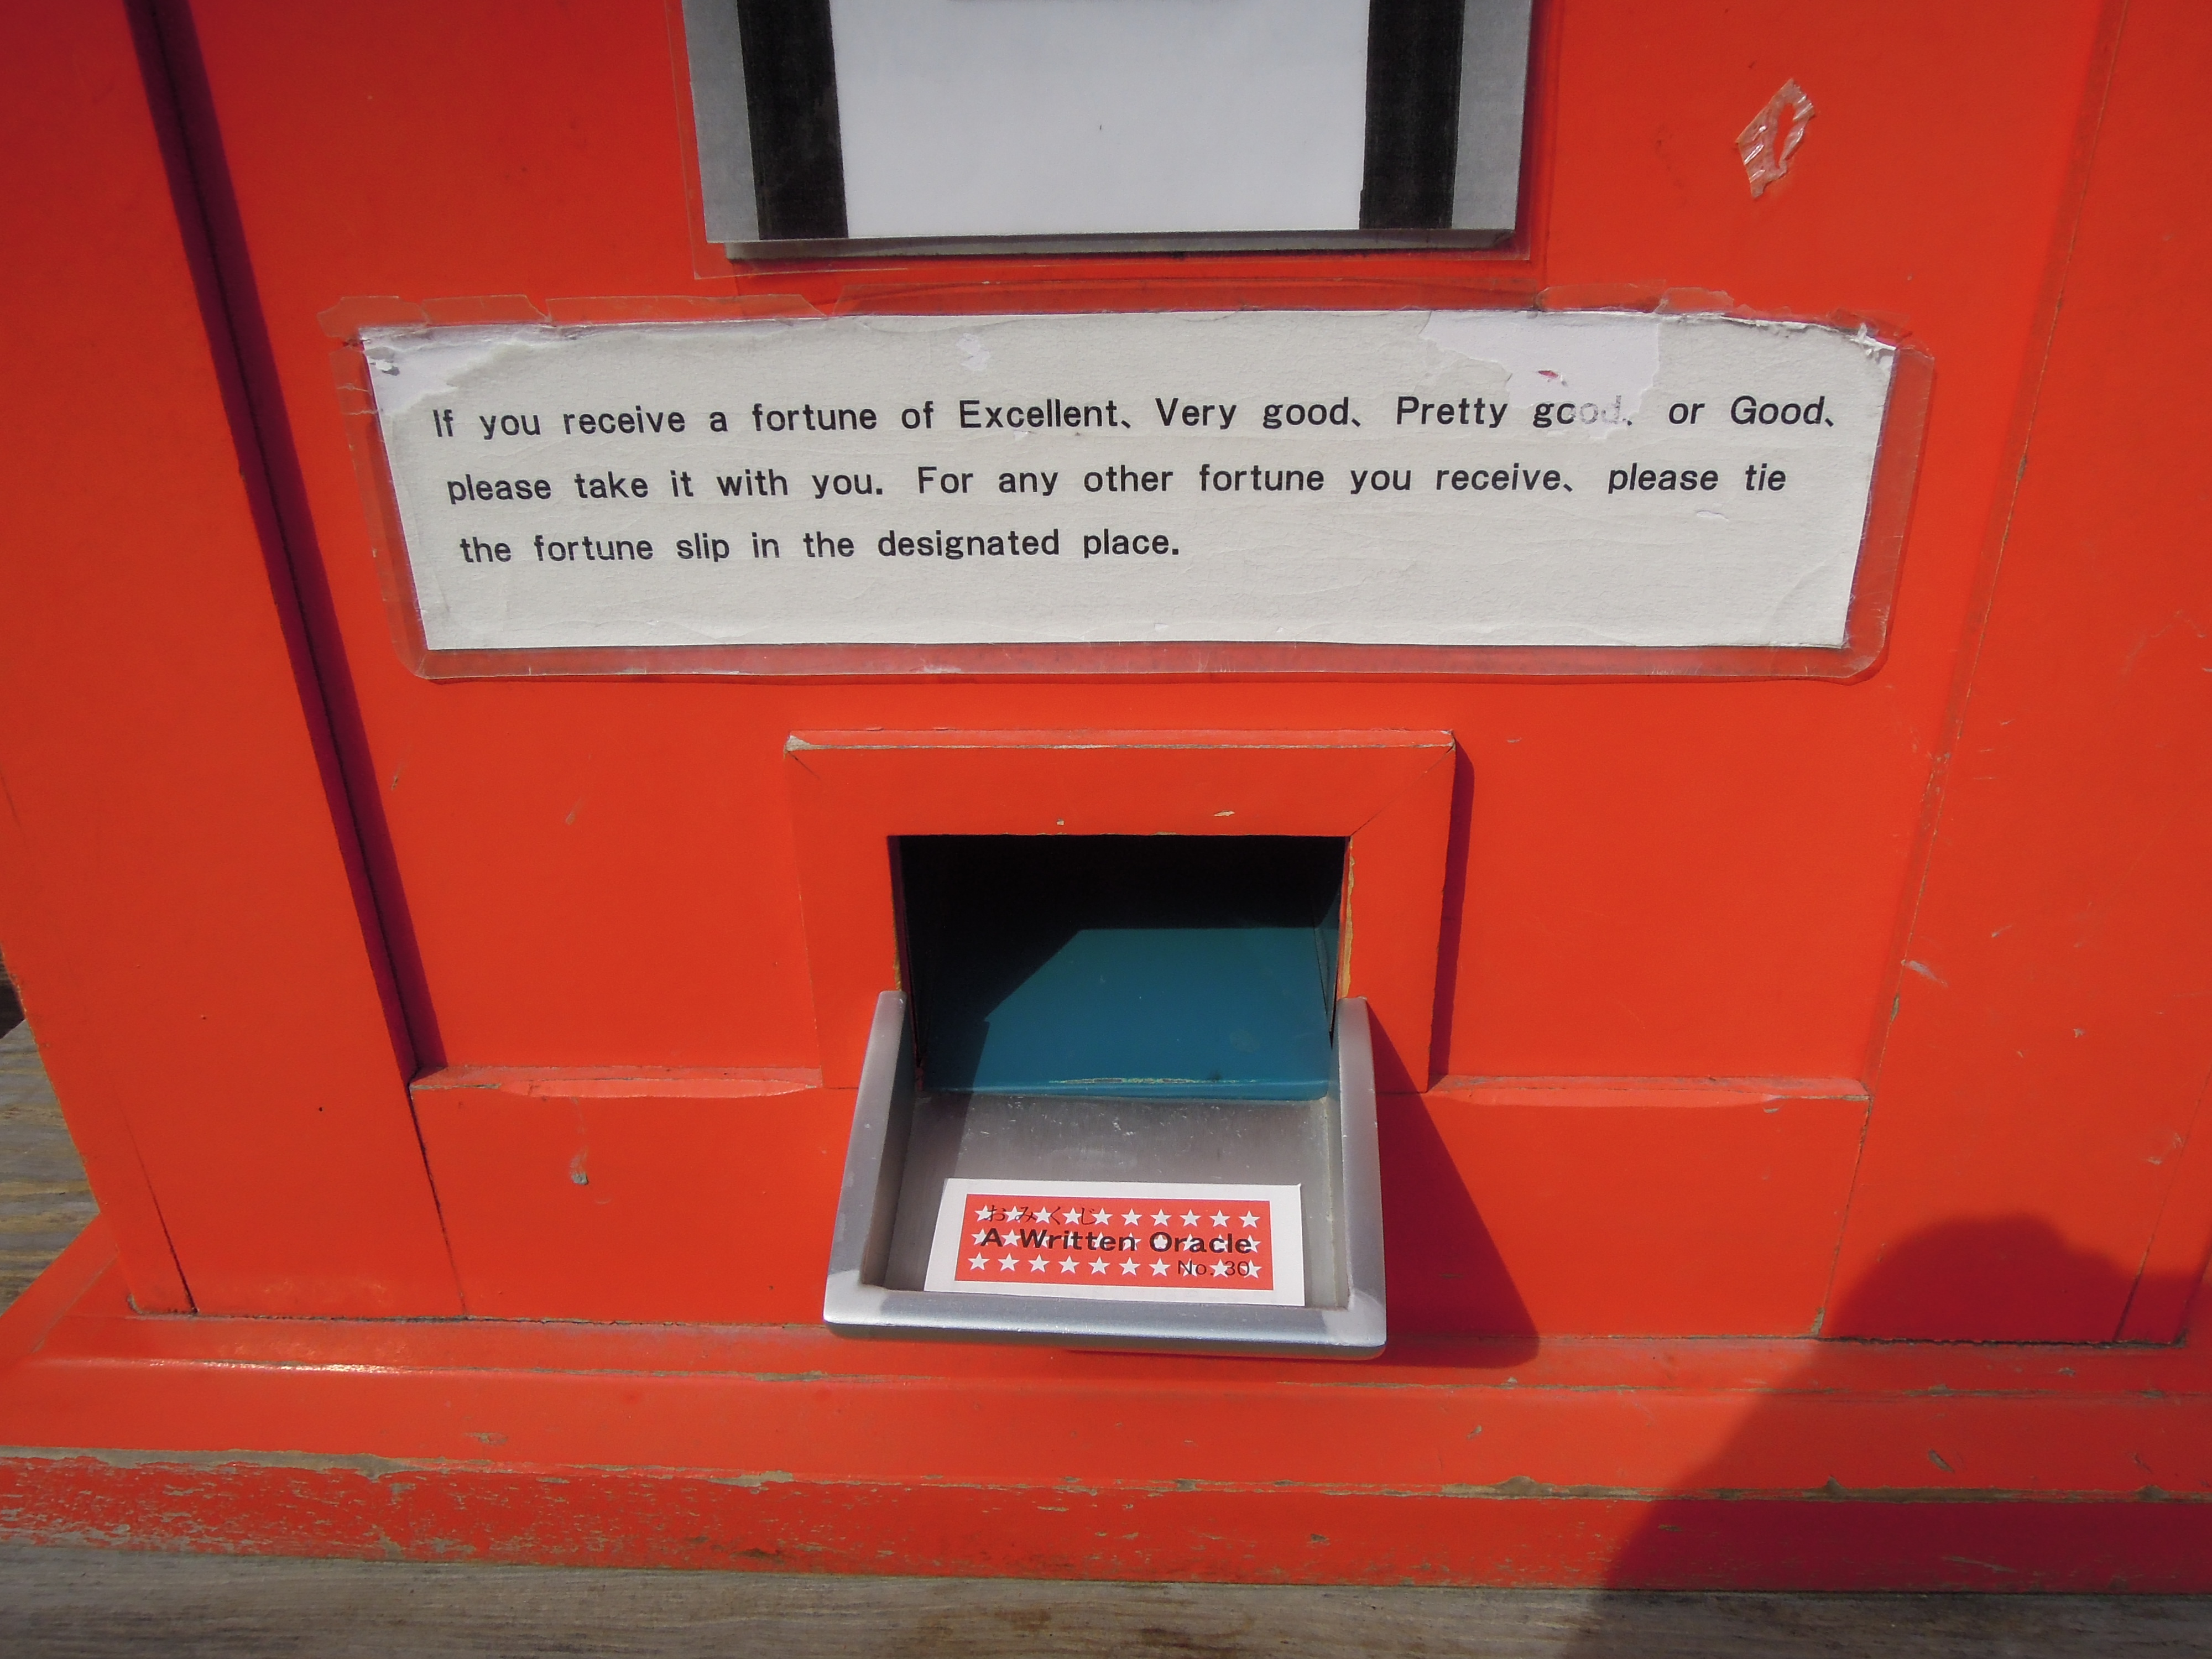 If you receive a fortune of Excellent、Very good、Pretty good、or Good、
please take it with you. For any other fortune you receive、please tie
the fortune slip in the designated place.
おみくじ
A Written Oracle
No. 30